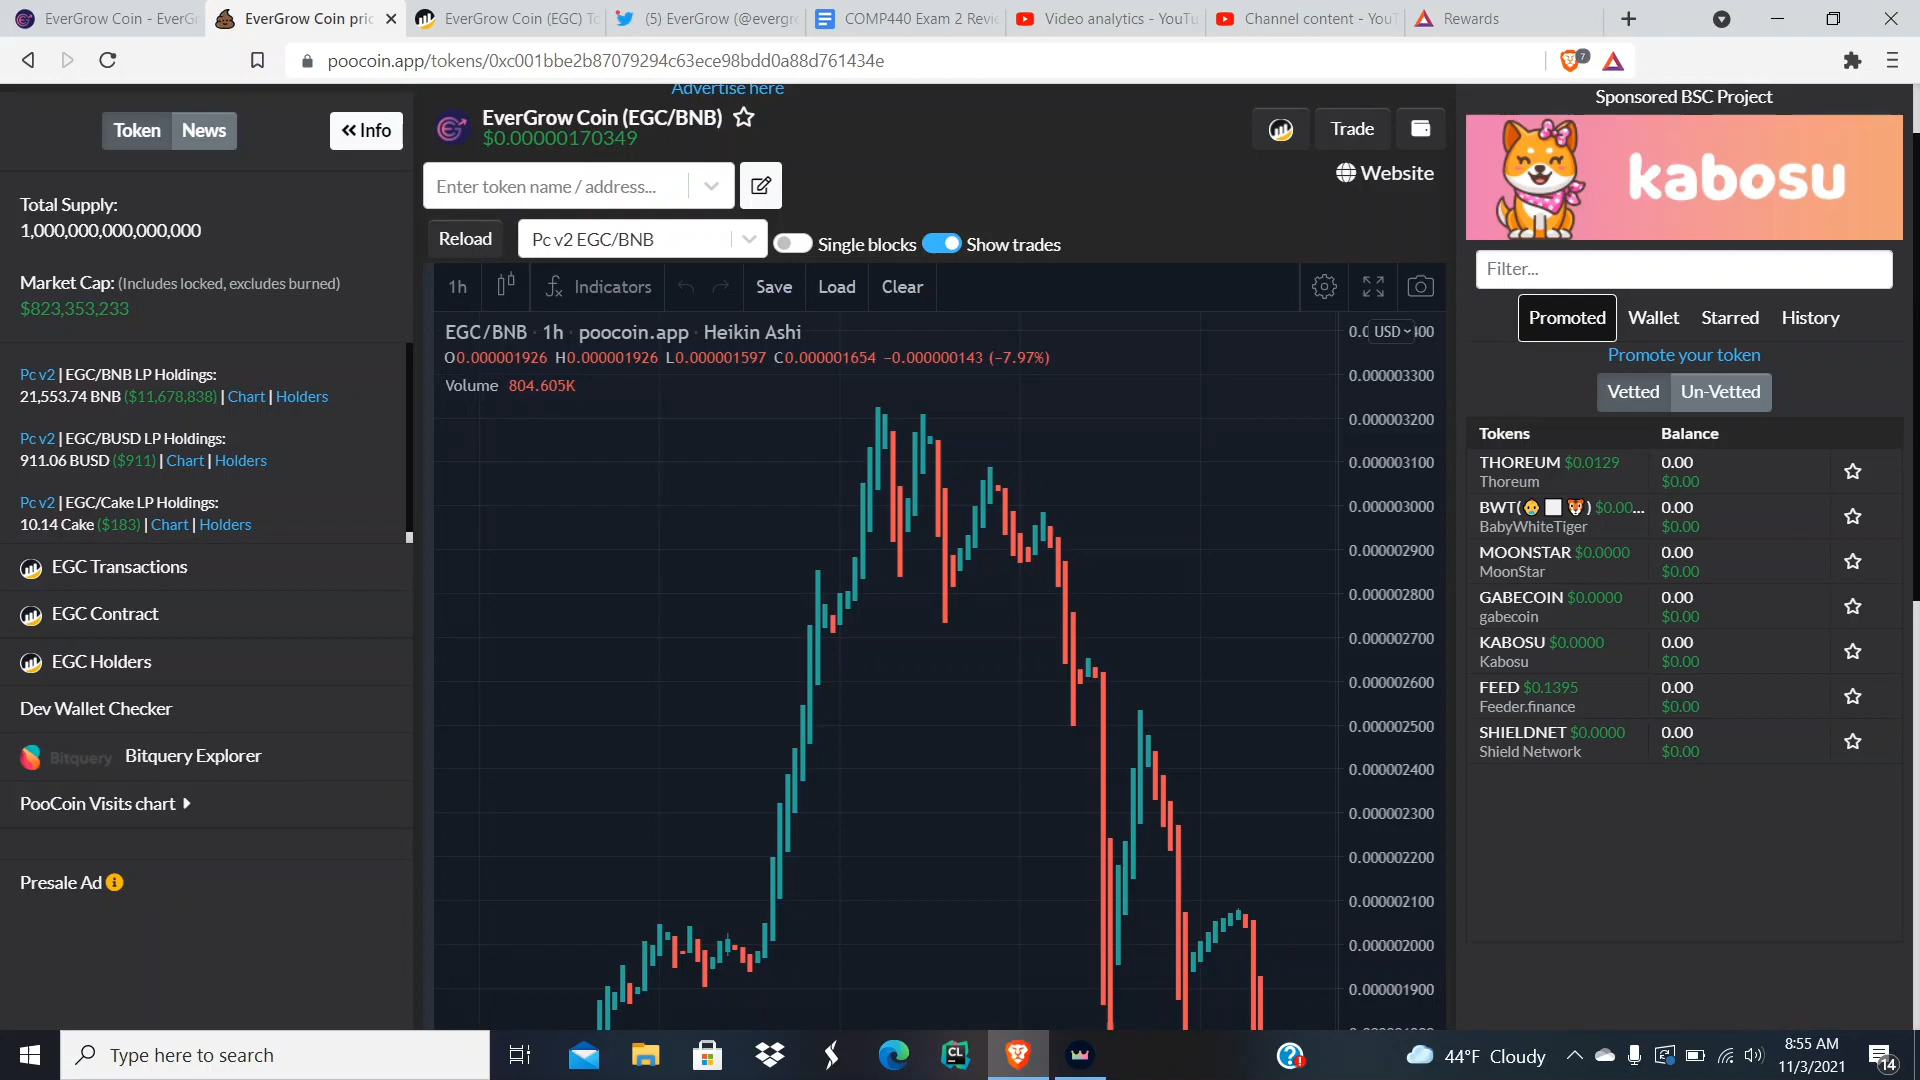 EverGrow Coin - EverG
EverGrow Coin pric
EverGrow Coin (EGC) To
(5) EverGrow (@evergr
COMP440 Exam 2 Revi
Video analytics - YouTu
Channel content - YouT
Rewards
poocoin.app/tokens/0xc001bbe2b87079294c63ece98bdd0a88d761434e
7
Token
News
Info
Total Supply:
1,000,000,000,000,000
Market Cap: (Includes locked, excludes burned)
$823,353,233
Pc v2 | EGC/BNB LP Holdings:
21,553.74 BNB ($11,678,838) | Chart | Holders
Pc v2 | EGC/BUSD LP Holdings:
911.06 BUSD ($911) | Chart | Holders
Pc v2 | EGC/Cake LP Holdings:
10.14 Cake ($183) | Chart | Holders
EGC Transactions
EGC Contract
EGC Holders
Dev Wallet Checker
Bitquery Bitquery Explorer
PooCoin Visits chart
Presale Ad
Advertise here
EverGrow Coin (EGC/BNB)
$0.00000170349
Trade
Website
Enter token name / address...
Reload
Pc v2 EGC/BNB
Single blocks
Show trades
1h
Indicators
Save
Load
Clear
EGC/BNB · 1h · poocoin.app · Heikin Ashi
O0.000001926 H0.000001926 L0.000001597 C0.000001654 −0.000000143 (−7.97%)
Volume 804.605K
USD
0.000003300
0.000003200
0.000003100
0.000003000
0.000002900
0.000002800
0.000002700
0.000002600
0.000002500
0.000002400
0.000002300
0.000002200
0.000002100
0.000002000
0.000001900
Sponsored BSC Project
kabosu
Filter...
Promoted
Wallet
Starred
History
Promote your token
Vetted
Un-Vetted
Tokens
Balance
THOREUM $0.0129 0.00
Thoreum $0.00
BWT( ) $0.00... 0.00
BabyWhiteTiger $0.00
MOONSTAR $0.0000 0.00
MoonStar $0.00
GABECOIN $0.0000 0.00
gabecoin $0.00
KABOSU $0.0000 0.00
Kabosu $0.00
FEED $0.1395 0.00
Feeder.finance $0.00
SHIELDNET $0.0000 0.00
Shield Network $0.00
Type here to search
CL
44°F Cloudy
8:55 AM
11/3/2021
14